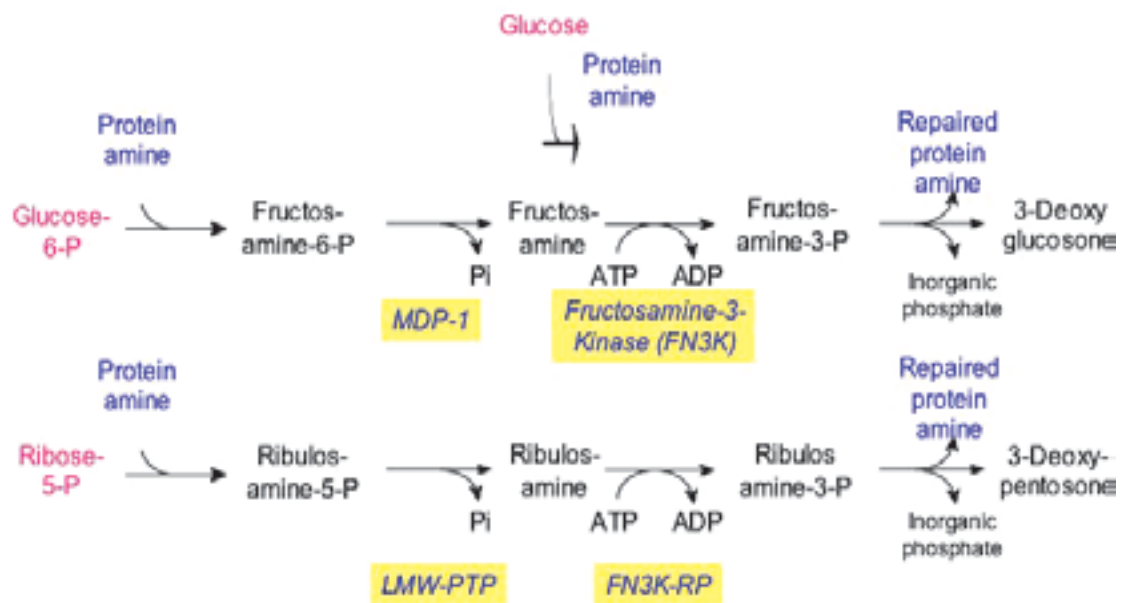 Glucose
Protein
amine
Protein
amine
Repaired
protein
amine
Glucose-
6-P
Fructos-
amine-6-P
Fructos-
amine
Fructos-
amine-3-P
3-Deoxy
glucosone
Pi
ATP
ADP
Inorganic
phosphate
MDP-1
Fructosamine-3-
Kinase (FN3K)
Protein
amine
Repaired
protein
amine
Ribose-
5-P
Ribulos-
amine-5-P
Ribulos-
amine
Ribulos
amine-3-P
3-Deoxy-
pentosone
Pi
ATP
ADP
Inorganic
phosphate
LMW-PTP
FN3K-RP